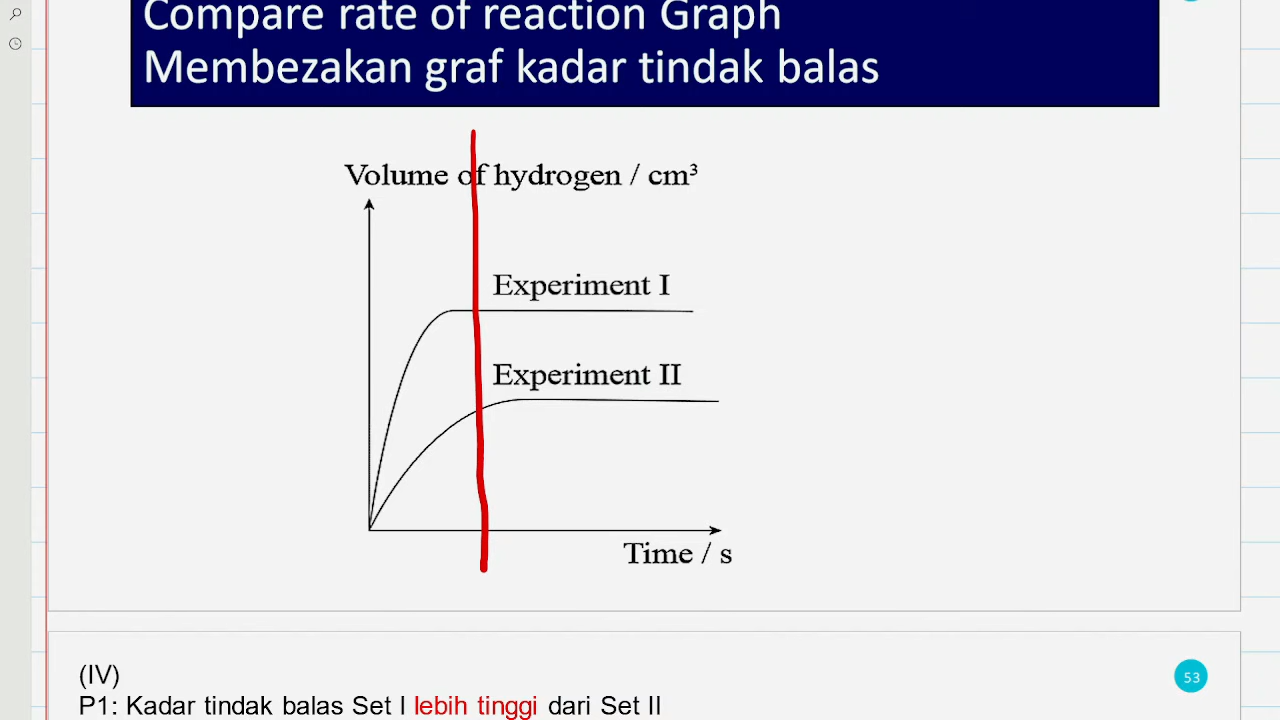 Compare rate of reaction Graph
Membezakan graf kadar tindak balas
Volume of hydrogen / cm³
Experiment I
Experiment II
Time / s
(IV)
53
P1: Kadar tindak balas Set I lebih tinggi dari Set II